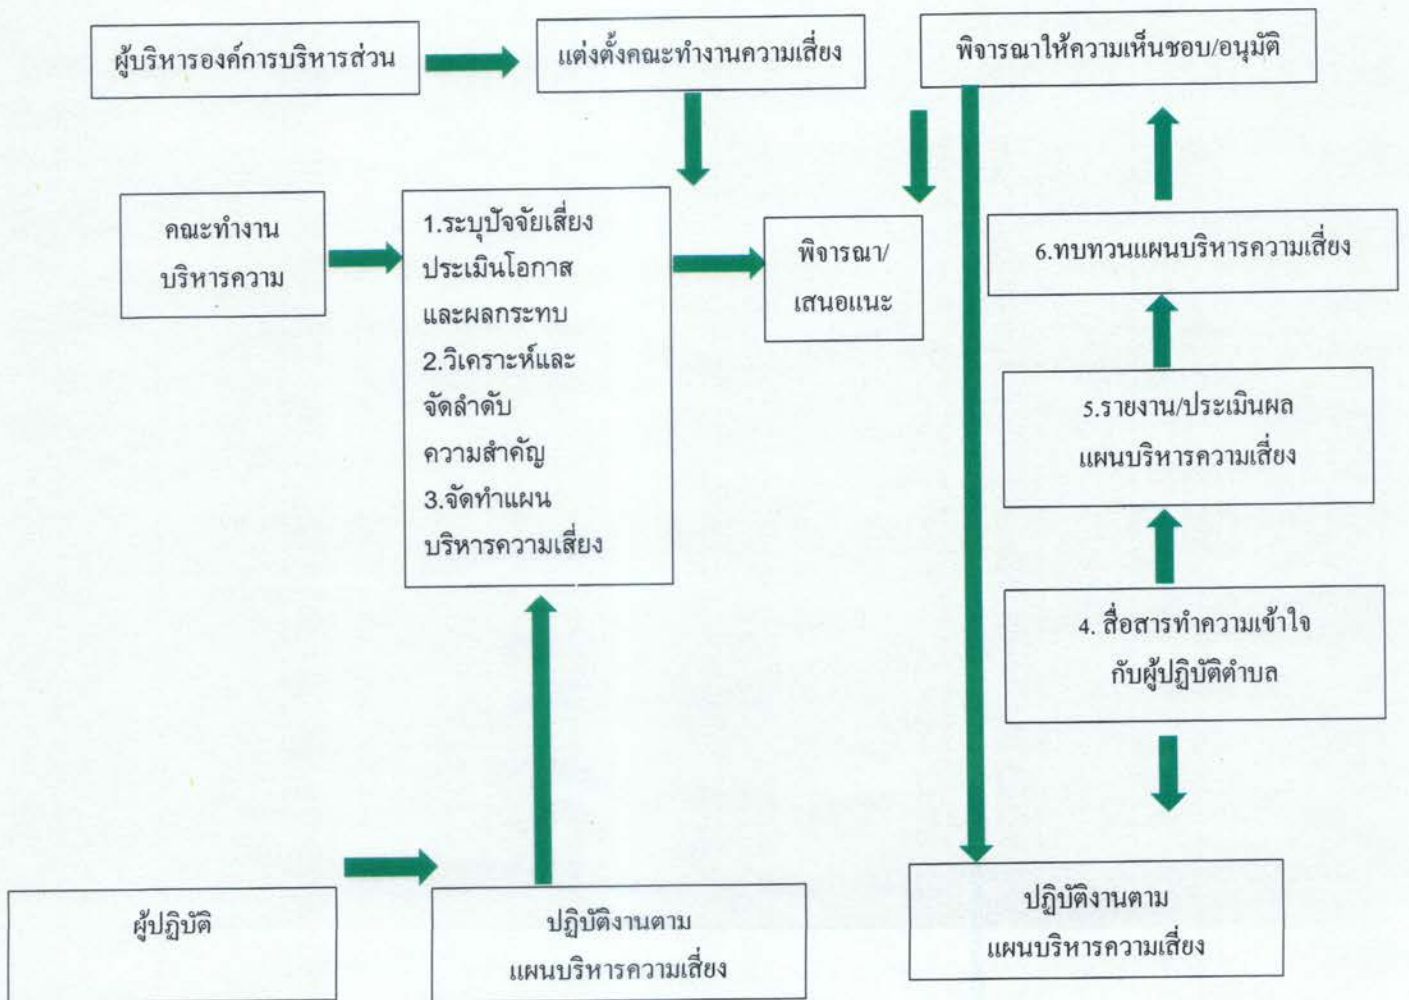 ผู้บริหารองค์การบริหารส่วน
แต่งตั้งคณะทำงานความเสี่ยง
พิจารณาให้ความเห็นชอบ/อนุมัติ
คณะทำงาน
บริหารความ
1.ระบุปัจจัยเสี่ยง
ประเมินโอกาส
และผลกระทบ
2.วิเคราะห์และ
จัดลำดับ
ความสำคัญ
3.จัดทำแผน
บริหารความเสี่ยง
พิจารณา/
เสนอแนะ
6.ทบทวนแผนบริหารความเสี่ยง
5.รายงาน/ประเมินผล
แผนบริหารความเสี่ยง
4. สื่อสารทำความเข้าใจ
กับผู้ปฏิบัติตำบล
ผู้ปฏิบัติ
ปฏิบัติงานตาม
แผนบริหารความเสี่ยง
ปฏิบัติงานตาม
แผนบริหารความเสี่ยง